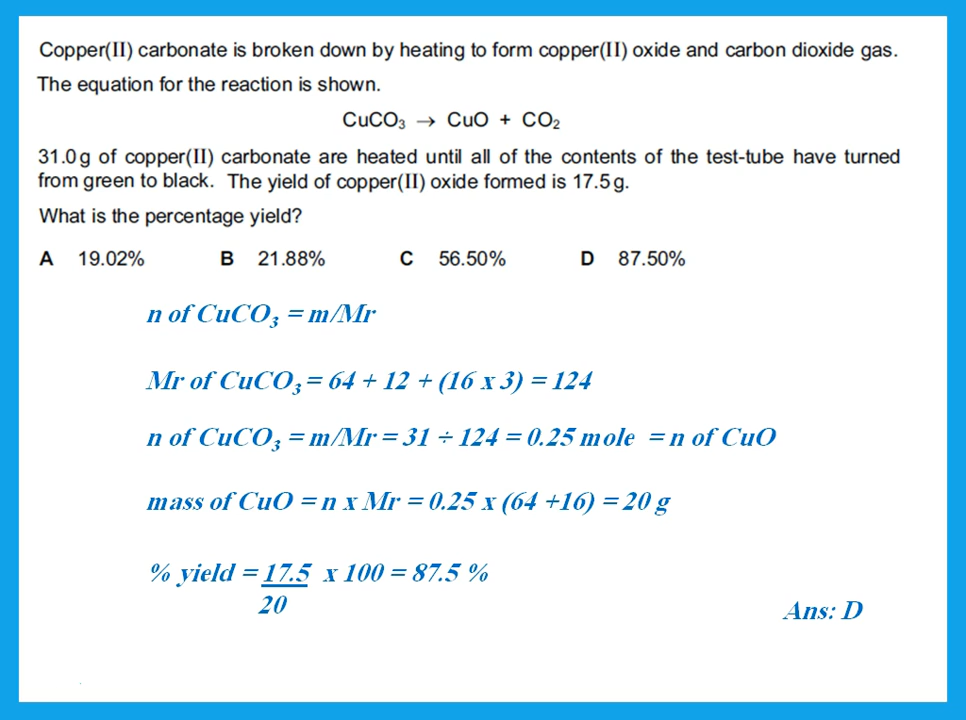 Copper(II) carbonate is broken down by heating to form copper(II) oxide and carbon dioxide gas.
The equation for the reaction is shown.
CuCO₃ → CuO + CO₂
31.0 g of copper(II) carbonate are heated until all of the contents of the test-tube have turned
from green to black. The yield of copper(II) oxide formed is 17.5 g.
What is the percentage yield?
A 19.02% B 21.88% C 56.50% D 87.50%
n of CuCO₃ = m/Mr
Mr of CuCO₃ = 64 + 12 + (16 x 3) = 124
n of CuCO₃ = m/Mr = 31 ÷ 124 = 0.25 mole = n of CuO
mass of CuO = n x Mr = 0.25 x (64 +16) = 20 g
% yield = 17.5 x 100 = 87.5 %
20
Ans: D